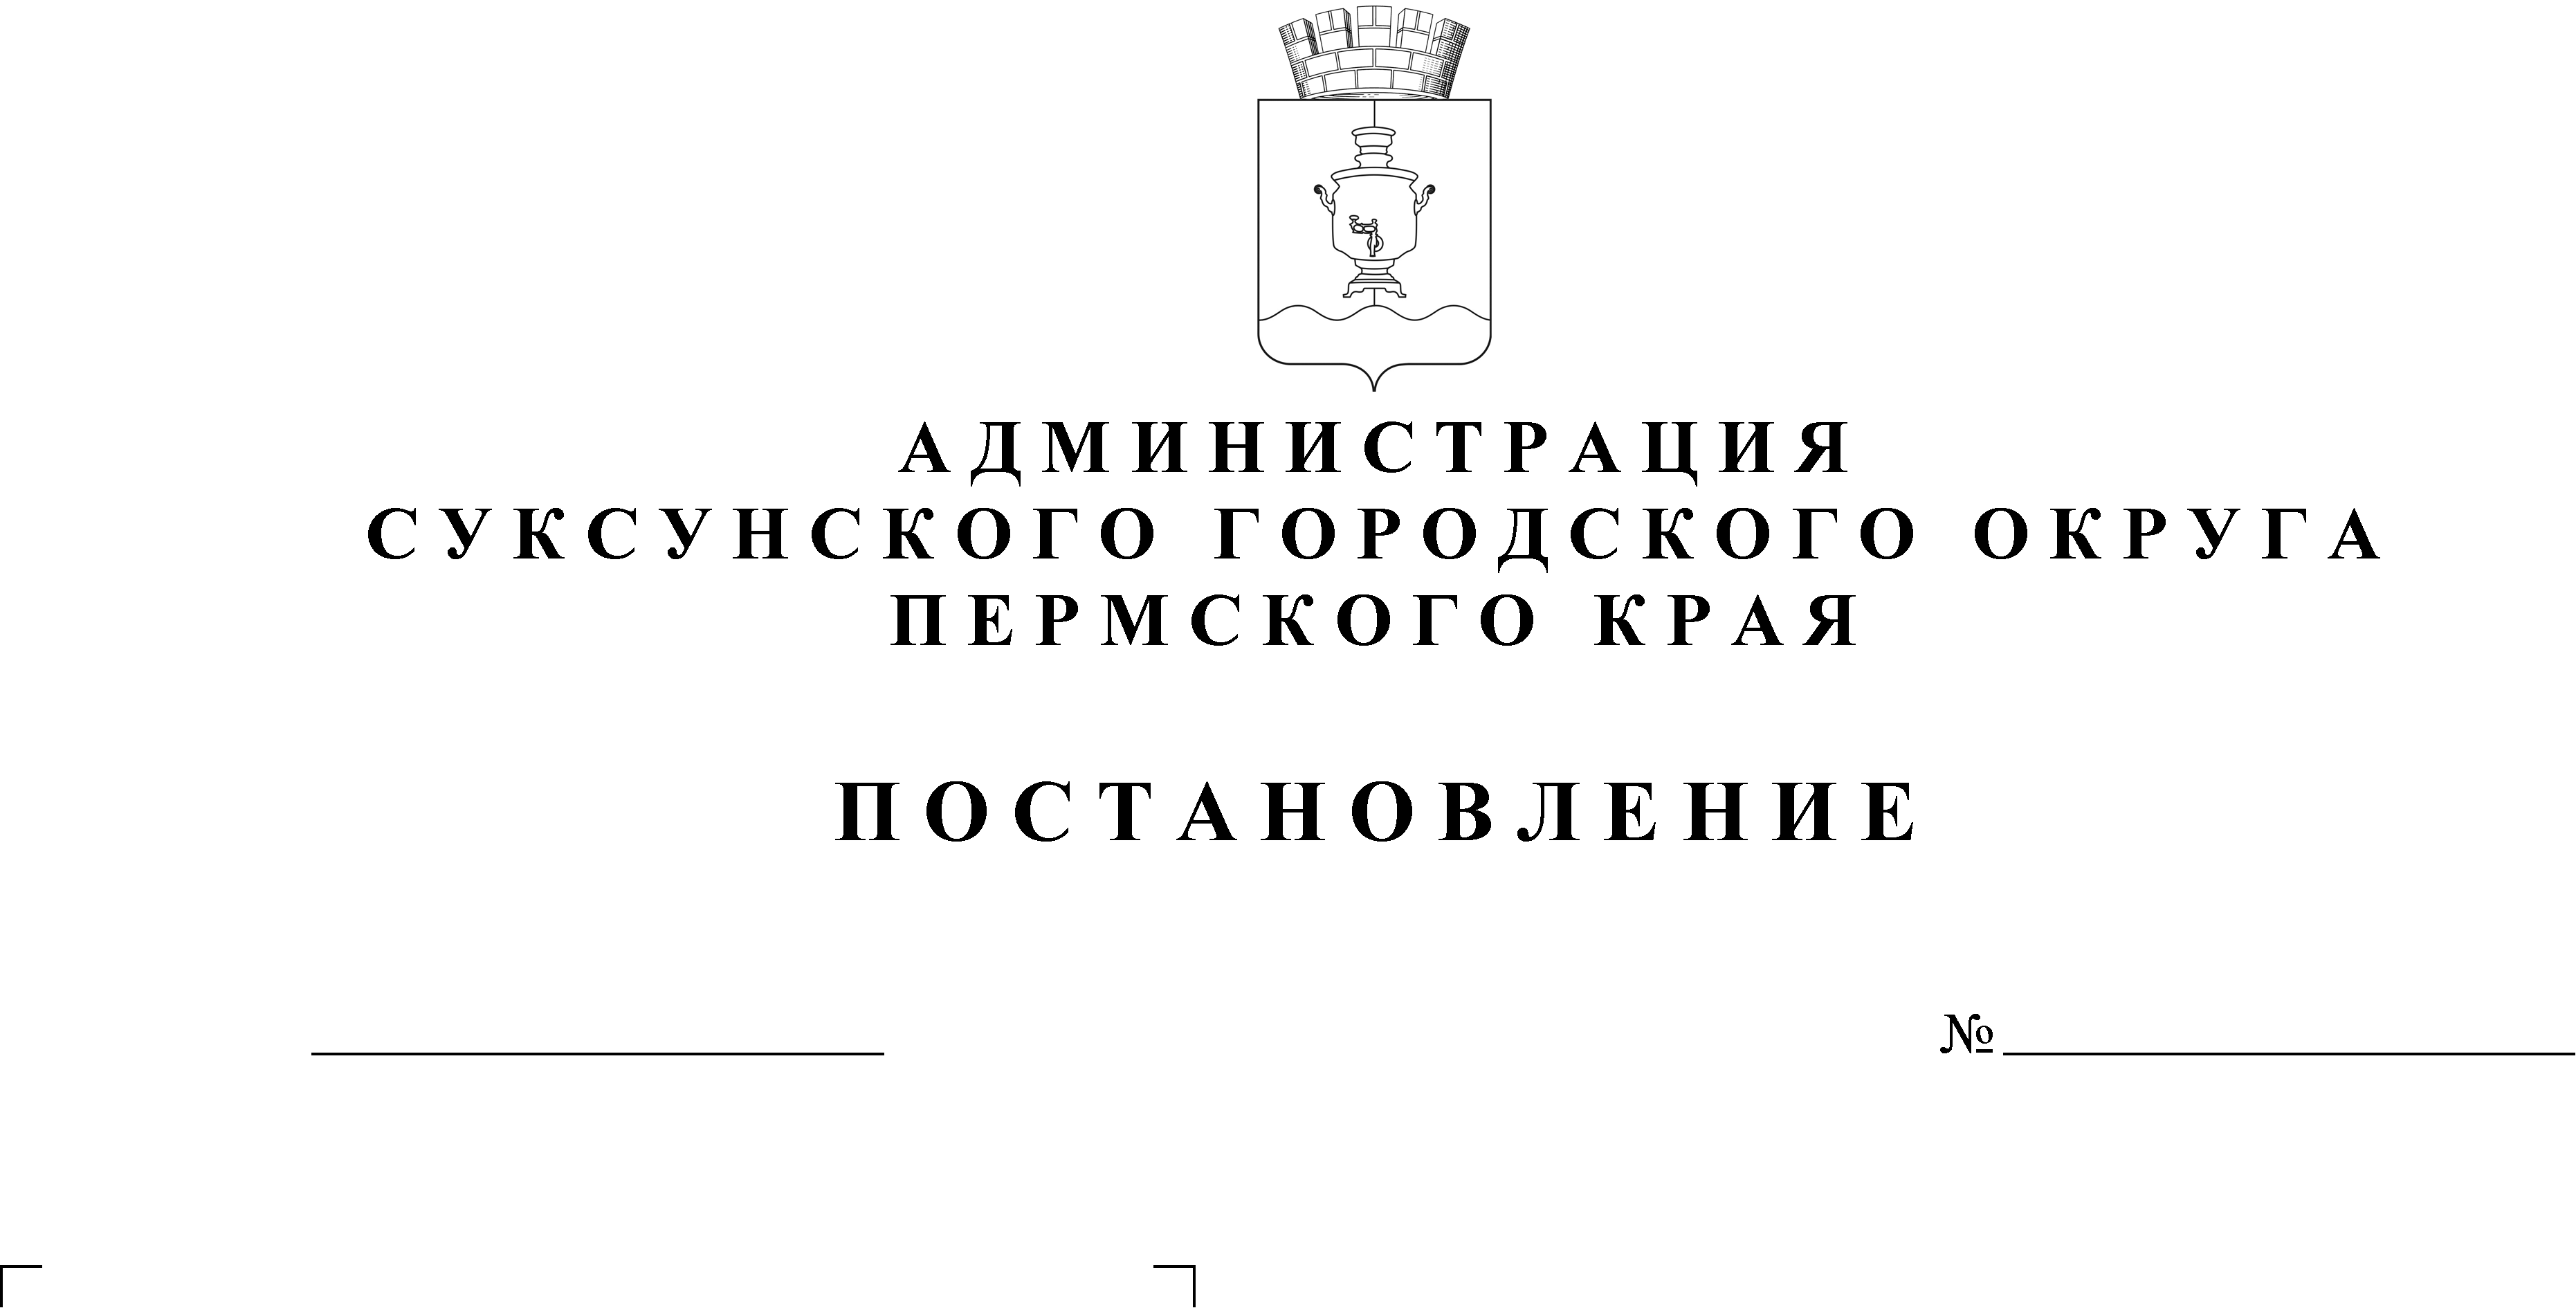 АДМИНИСТРАЦИЯ
СУКСУНСКОГО ГОРОДСКОГО ОКРУГА
ПЕРМСКОГО КРАЯ
ПОСТАНОВЛЕНИЕ
№